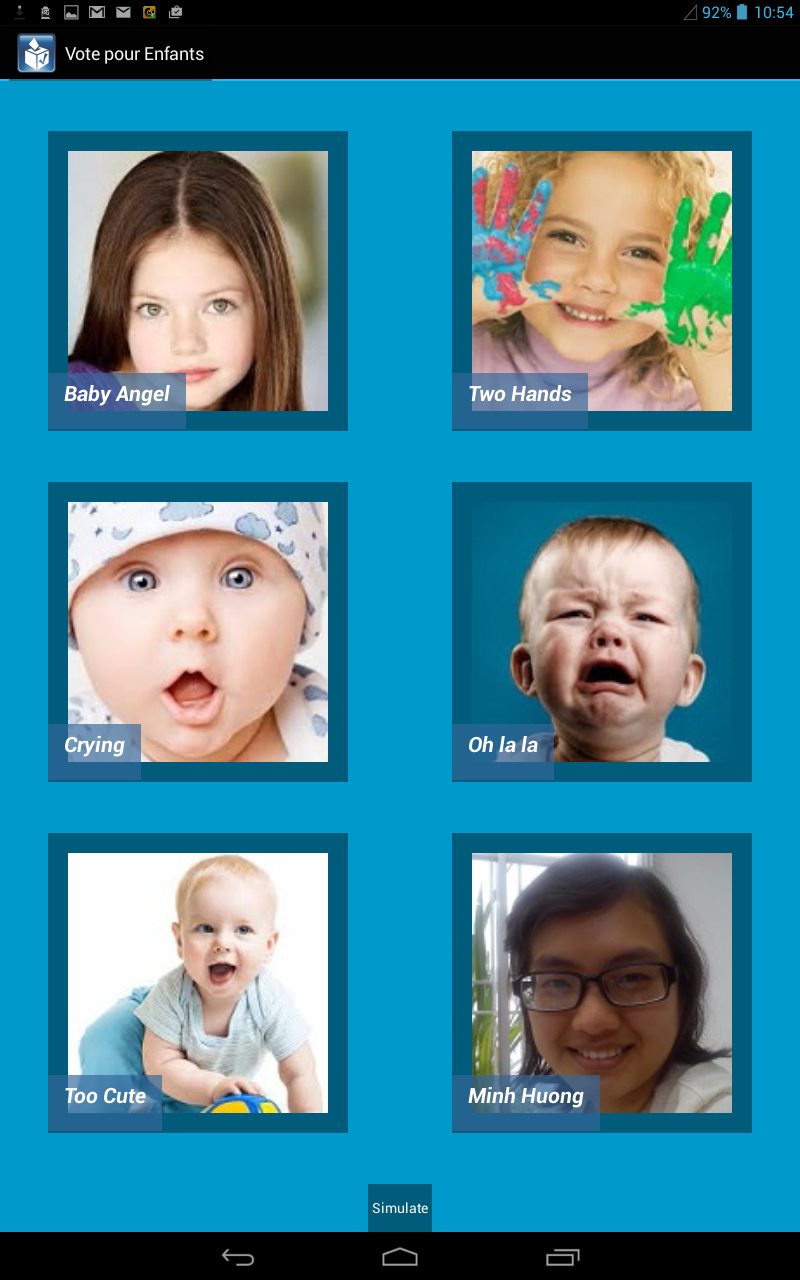 92% 10:54
Vote pour Enfants
Baby Angel
Two Hands
Crying
Oh la la
Too Cute
Minh Huong
Simulate